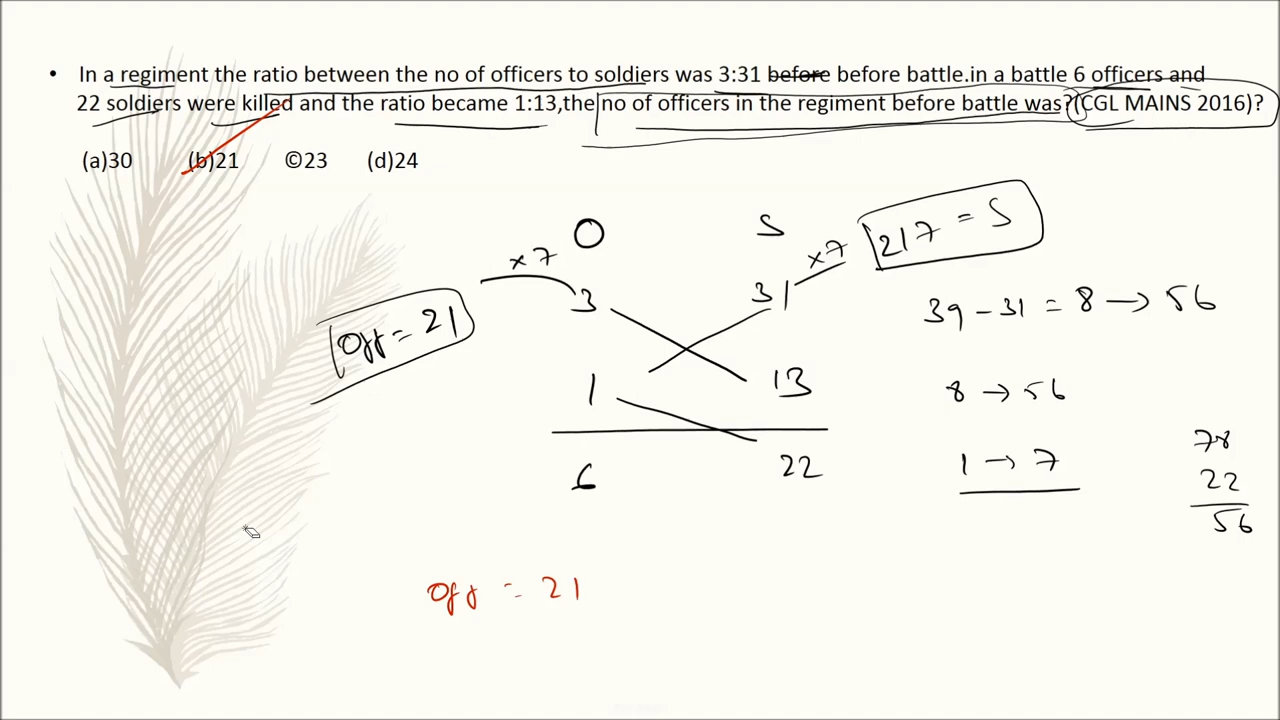 • In a regiment the ratio between the no of officers to soldiers was 3:31 before before battle.in a battle 6 officers and
22 soldiers were killed and the ratio became 1:13,the no of officers in the regiment before battle was?(CGL MAINS 2016)?
(a)30 (b)21 ©23 (d)24
O S
×7 ×7 217 = S
3 31
39 - 31 = 8 → 56
Off = 21
1 13
8 → 56
6 22
1 → 7
78
22
56
Off = 21